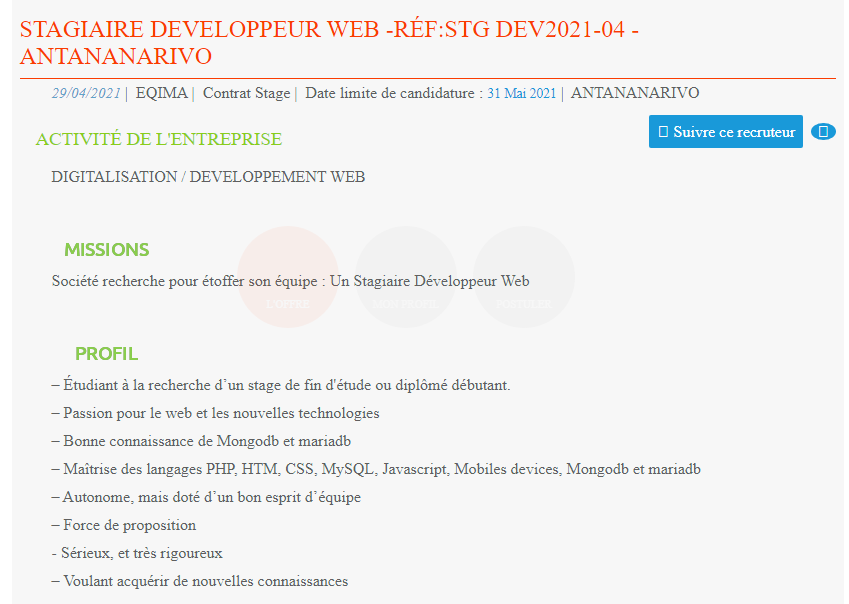 STAGIAIRE DEVELOPPEUR WEB -RÉF:STG DEV2021-04 -
ANTANANARIVO
29/04/2021 | EQIMA | Contrat Stage | Date limite de candidature : 31 Mai 2021 | ANTANANARIVO
Suivre ce recruteur
ACTIVITÉ DE L'ENTREPRISE
DIGITALISATION / DEVELOPPEMENT WEB
MISSIONS
Société recherche pour étoffer son équipe : Un Stagiaire Développeur Web
PROFIL
– Étudiant à la recherche d’un stage de fin d'étude ou diplômé débutant.
– Passion pour le web et les nouvelles technologies
– Bonne connaissance de Mongodb et mariadb
– Maîtrise des langages PHP, HTM, CSS, MySQL, Javascript, Mobiles devices, Mongodb et mariadb
– Autonome, mais doté d’un bon esprit d’équipe
– Force de proposition
- Sérieux, et très rigoureux
– Voulant acquérir de nouvelles connaissances